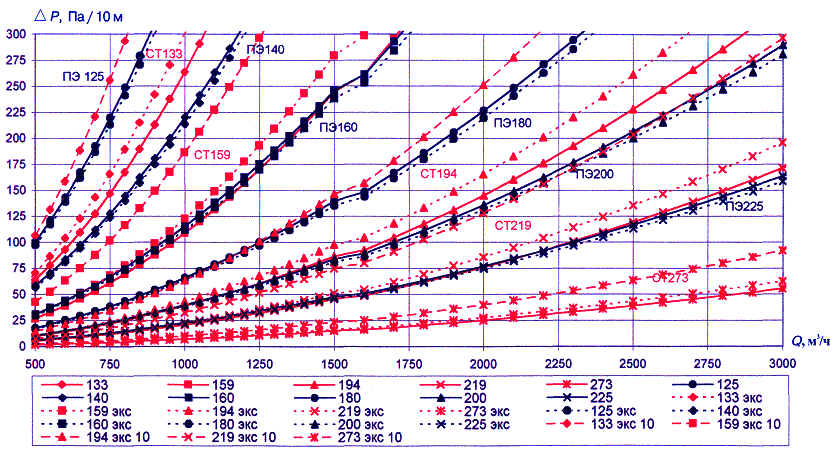 △ P, Па / 10 м
300
275
250
225
200
175
150
125
100
75
50
25
0
ПЭ 125
СТ133
ПЭ140
СТ159
ПЭ160
ПЭ180
СТ194
ПЭ200
СТ219
ПЭ225
СТ273
Q, м³/ч
500 750 1000 1250 1500 1750 2000 2250 2500 2750 3000
133 159 194 219 273 125
140 160 180 200 225 133 экс
159 экс 194 экс 219 экс 273 экс 125 экс 140 экс
160 экс 180 экс 200 экс 225 экс 133 экс 10 159 экс 10
194 экс 10 219 экс 10 273 экс 10